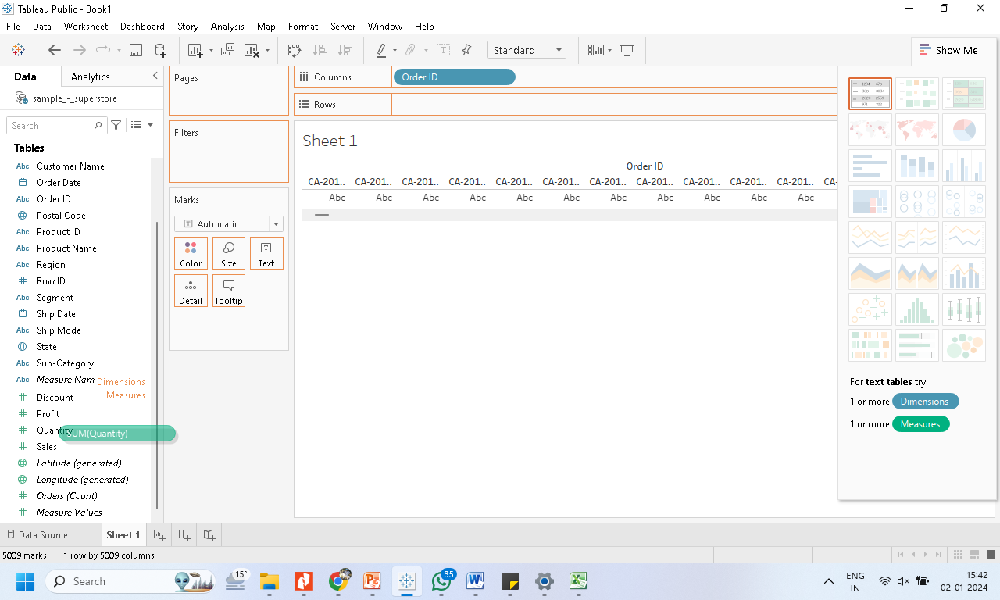 Tableau Public - Book1
File Data Worksheet Dashboard Story Analysis Map Format Server Window Help
Standard
Show Me
Data Analytics
sample_-_superstore
Search
Tables
Abc Customer Name
Order Date
Abc Order ID
Postal Code
Abc Product ID
Abc Product Name
Abc Region
Row ID
Abc Segment
Ship Date
Abc Ship Mode
State
Abc Sub-Category
Abc Measure Nam
Dimensions
Measures
Discount
Profit
Quantity
SUM(Quantity)
Sales
Latitude (generated)
Longitude (generated)
Orders (Count)
Measure Values
Pages
Filters
Marks
Automatic
Color Size Text
Detail Tooltip
Columns Order ID
Rows
Sheet 1
Order ID
CA-201.. CA-201.. CA-201.. CA-201.. CA-201.. CA-201.. CA-201.. CA-201.. CA-201.. CA-201.. CA-201.. CA-
Abc Abc Abc Abc Abc Abc Abc Abc Abc Abc Abc
For text tables try
1 or more Dimensions
1 or more Measures
Data Source Sheet 1
5009 marks 1 row by 5009 columns
Search
15°
35
ENG
IN
15:42
02-01-2024